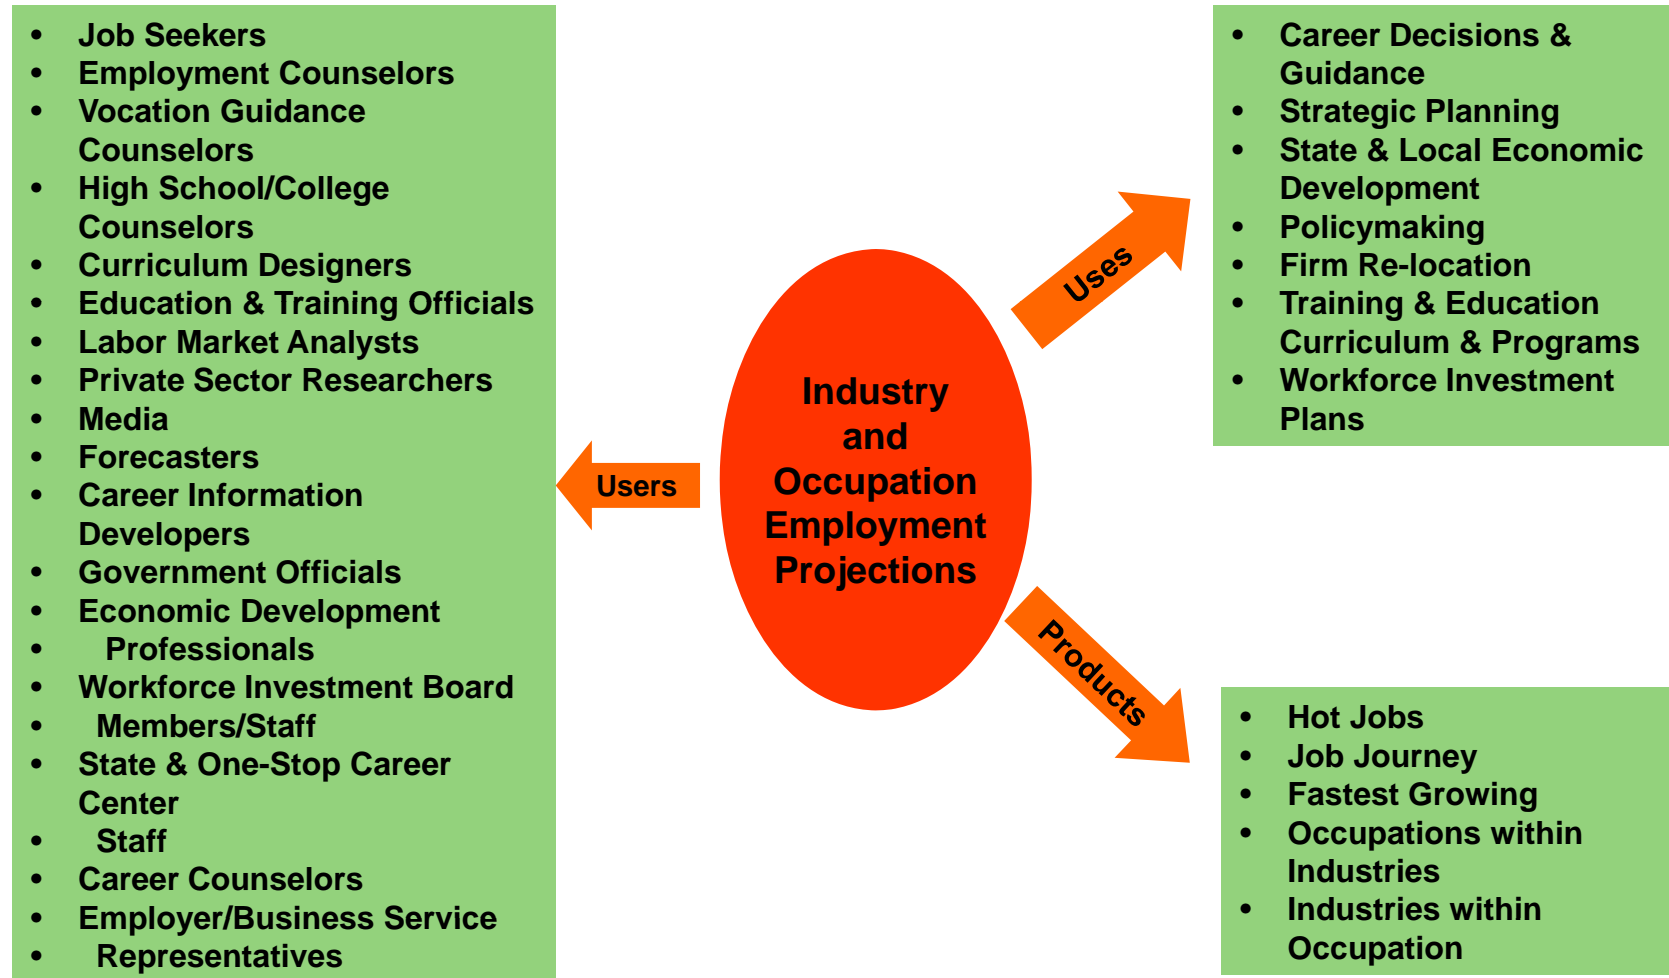 • Job Seekers
• Employment Counselors
• Vocation Guidance
Counselors
• High School/College
Counselors
• Curriculum Designers
• Education & Training Officials
• Labor Market Analysts
• Private Sector Researchers
• Media
• Forecasters
• Career Information
Developers
• Government Officials
• Economic Development
• Professionals
• Workforce Investment Board
• Members/Staff
• State & One-Stop Career
Center
• Staff
• Career Counselors
• Employer/Business Service
• Representatives
Users
Industry
and
Occupation
Employment
Projections
Uses
• Career Decisions &
Guidance
• Strategic Planning
• State & Local Economic
Development
• Policymaking
• Firm Re-location
• Training & Education
Curriculum & Programs
• Workforce Investment
Plans
Products
• Hot Jobs
• Job Journey
• Fastest Growing
• Occupations within
Industries
• Industries within
Occupation